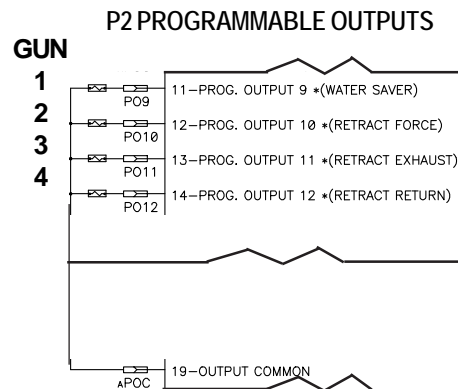 P2 PROGRAMMABLE OUTPUTS
GUN
1
2
3
4
PO9
11-PROG. OUTPUT 9 *(WATER SAVER)
PO10
12-PROG. OUTPUT 10 *(RETRACT FORCE)
PO11
13-PROG. OUTPUT 11 *(RETRACT EXHAUST)
PO12
14-PROG. OUTPUT 12 *(RETRACT RETURN)
APOC
19-OUTPUT COMMON